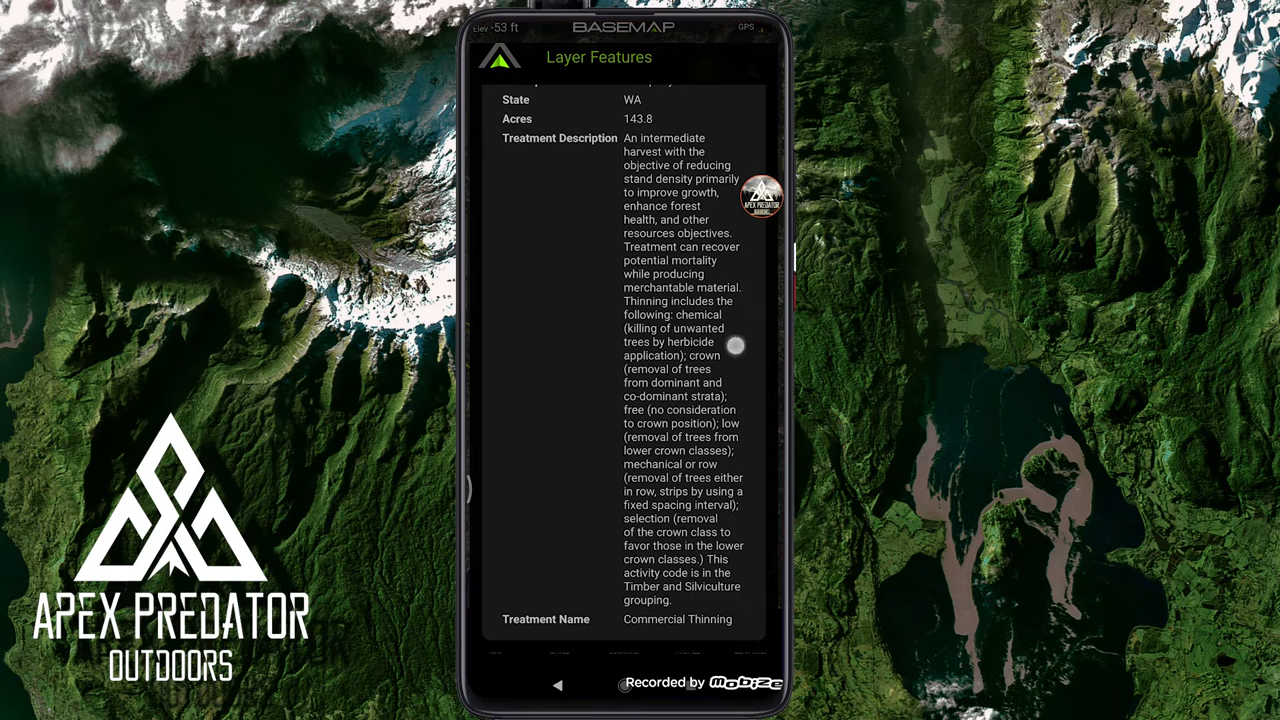 Elev -53 ft
BASEMAP
GPS
Layer Features
State WA
Acres 143.8
Treatment Description An intermediate
harvest with the
objective of reducing
stand density primarily
to improve growth,
enhance forest
health, and other
resources objectives.
Treatment can recover
potential mortality
while producing
merchantable material.
Thinning includes the
following: chemical
(killing of unwanted
trees by herbicide
application); crown
(removal of trees
from dominant and
co-dominant strata);
free (no consideration
to crown position); low
(removal of trees from
lower crown classes);
mechanical or row
(removal of trees either
in row, strips by using a
fixed spacing interval);
selection (removal
of the crown class to
favor those in the lower
crown classes.) This
activity code is in the
Timber and Silviculture
grouping.
Treatment Name Commercial Thinning
APEX PREDATOR
Recorded by Mobizen
APEX PREDATOR
OUTDOORS